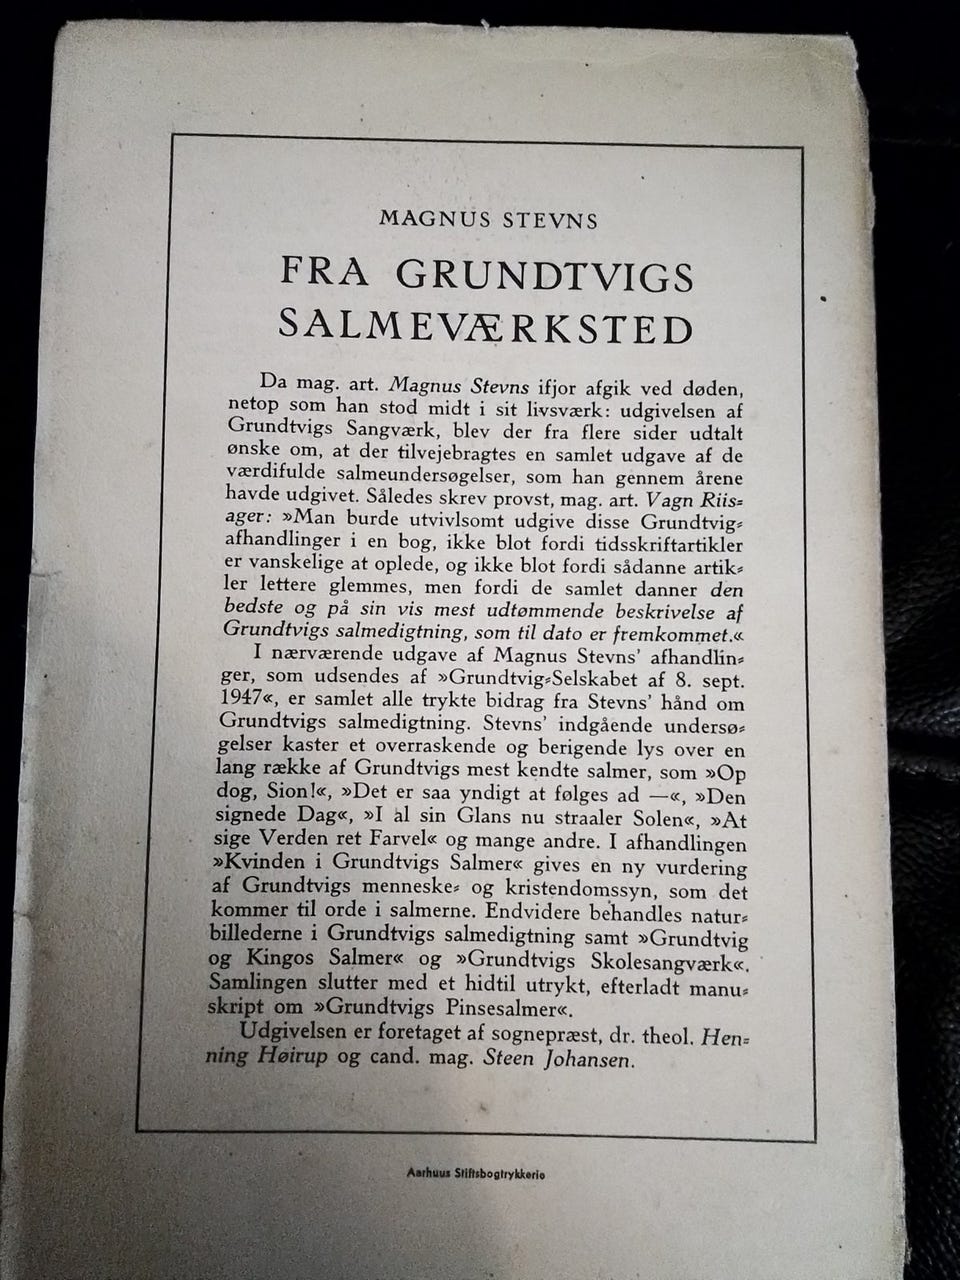 MAGNUS STEVNS
FRA GRUNDTVIGS
SALMEVÆRKSTED
Da mag. art. Magnus Stevns ifjor afgik ved døden,
netop som han stod midt i sit livsværk: udgivelsen af
Grundtvigs Sangværk, blev der fra flere sider udtalt
ønske om, at der tilvejebragtes en samlet udgave af de
værdifulde salmeundersøgelser, som han gennem årene
havde udgivet. Således skrev provst, mag. art. Vagn Riis-
ager: »Man burde utvivlsomt udgive disse Grundtvig-
afhandlinger i en bog, ikke blot fordi tidsskriftartikler
er vanskelige at oplede, og ikke blot fordi sådanne artik-
ler lettere glemmes, men fordi de samlet danner den
bedste og på sin vis mest udtømmende beskrivelse af
Grundtvigs salmedigtning, som til dato er fremkommet.«
I nærværende udgave af Magnus Stevns' afhandlin-
ger, som udsendes af »Grundtvig-Selskabet af 8. sept.
1947«, er samlet alle trykte bidrag fra Stevns' hånd om
Grundtvigs salmedigtning. Stevns' indgående undersø-
gelser kaster et overraskende og berigende lys over en
lang række af Grundtvigs mest kendte salmer, som »Op
dog, Sion!«, »Det er saa yndigt at følges ad —«, »Den
signede Dag«, »I al sin Glans nu straaler Solen«, »At
sige Verden ret Farvel« og mange andre. I afhandlingen
»Kvinden i Grundtvigs Salmer« gives en ny vurdering
af Grundtvigs menneske- og kristendomssyn, som det
kommer til orde i salmerne. Endvidere behandles natur-
billederne i Grundtvigs salmedigtning samt »Grundtvig
og Kingos Salmer« og »Grundtvigs Skolesangværk«.
Samlingen slutter med et hidtil utrykt, efterladt manu-
skript om »Grundtvigs Pinsesalmer«.
Udgivelsen er foretaget af sognepræst, dr. theol. Hen-
ning Høirup og cand. mag. Steen Johansen.
Aarhuus Stiftsbogtrykkerie